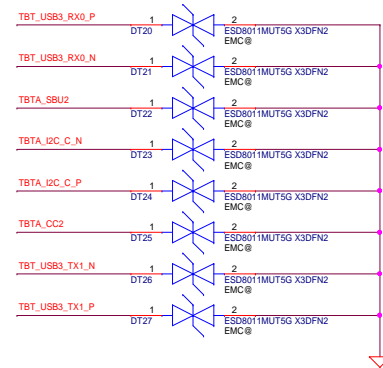 TBT_USB3_RX0_P
1
2
DT20
ESD8011MUT5G X3DFN2
EMC@
TBT_USB3_RX0_N
1
2
DT21
ESD8011MUT5G X3DFN2
EMC@
TBTA_SBU2
1
2
DT22
ESD8011MUT5G X3DFN2
EMC@
TBTA_I2C_C_N
1
2
DT23
ESD8011MUT5G X3DFN2
EMC@
TBTA_I2C_C_P
1
2
DT24
ESD8011MUT5G X3DFN2
EMC@
TBTA_CC2
1
2
DT25
ESD8011MUT5G X3DFN2
EMC@
TBT_USB3_TX1_N
1
2
DT26
ESD8011MUT5G X3DFN2
EMC@
TBT_USB3_TX1_P
1
2
DT27
ESD8011MUT5G X3DFN2
EMC@